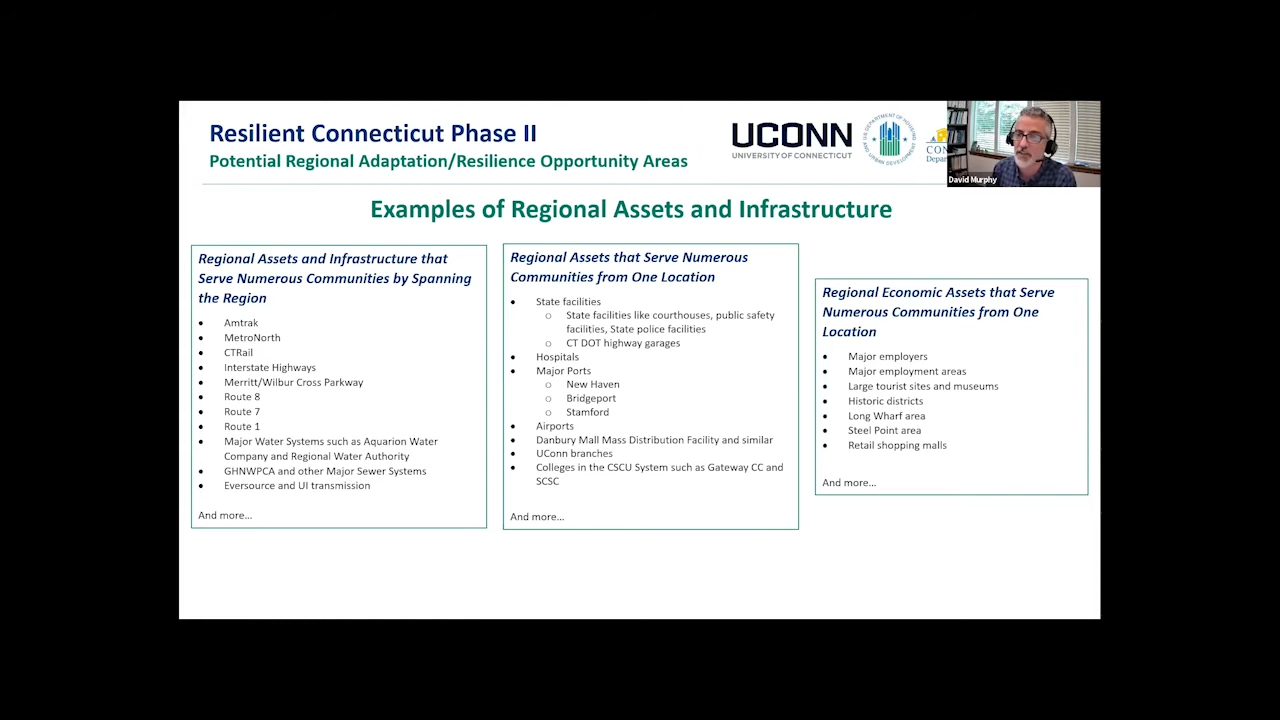 Resilient Connecticut Phase II
Potential Regional Adaptation/Resilience Opportunity Areas
UCONN
UNIVERSITY OF CONNECTICUT
U.S. DEPARTMENT OF HOUSING AND URBAN DEVELOPMENT
CON
Depar
David Murphy
Examples of Regional Assets and Infrastructure
Regional Assets and Infrastructure that
Serve Numerous Communities by Spanning
the Region
• Amtrak
• MetroNorth
• CTRail
• Interstate Highways
• Merritt/Wilbur Cross Parkway
• Route 8
• Route 7
• Route 1
• Major Water Systems such as Aquarion Water
Company and Regional Water Authority
• GHNWPCA and other Major Sewer Systems
• Eversource and UI transmission
And more...
Regional Assets that Serve Numerous
Communities from One Location
• State facilities
o State facilities like courthouses, public safety
facilities, State police facilities
o CT DOT highway garages
• Hospitals
• Major Ports
o New Haven
o Bridgeport
o Stamford
• Airports
• Danbury Mall Mass Distribution Facility and similar
• UConn branches
• Colleges in the CSCU System such as Gateway CC and
SCSC
And more...
Regional Economic Assets that Serve
Numerous Communities from One
Location
• Major employers
• Major employment areas
• Large tourist sites and museums
• Historic districts
• Long Wharf area
• Steel Point area
• Retail shopping malls
And more...